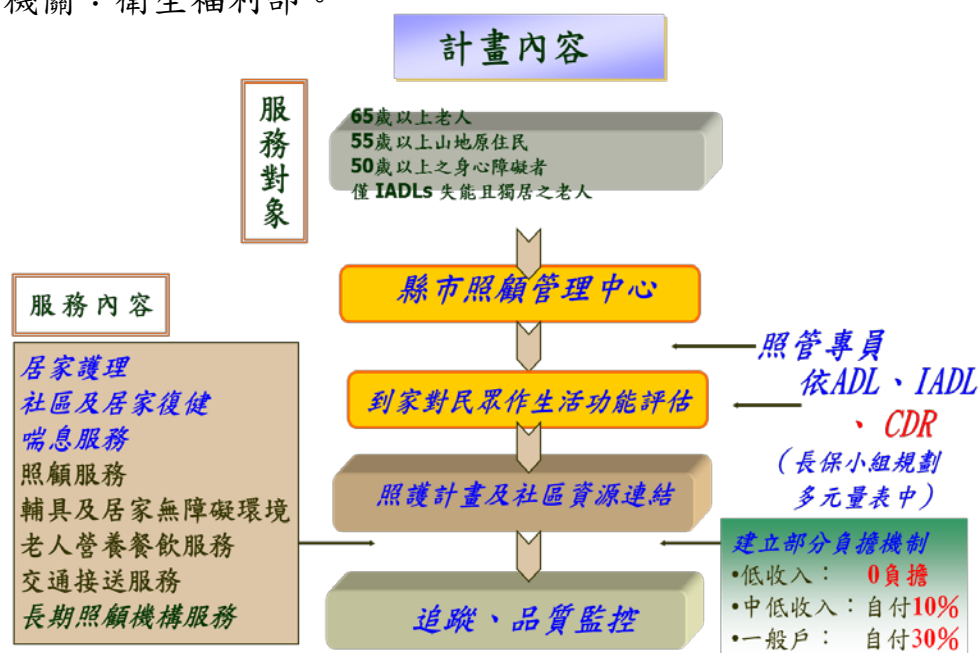 機關：衛生福利部。
計畫內容
服務對象
65歲以上老人
55歲以上山地原住民
50歲以上之身心障礙者
僅 IADLs 失能且獨居之老人
縣市照顧管理中心
照管專員
依ADL、IADL
、CDR
（長保小組規劃
多元量表中）
到家對民眾作生活功能評估
服務內容
居家護理
社區及居家復健
喘息服務
照顧服務
輔具及居家無障礙環境
老人營養餐飲服務
交通接送服務
長期照顧機構服務
照護計畫及社區資源連結
建立部分負擔機制
•低收入： 0負擔
•中低收入：自付10%
•一般戶： 自付30%
追蹤、品質監控